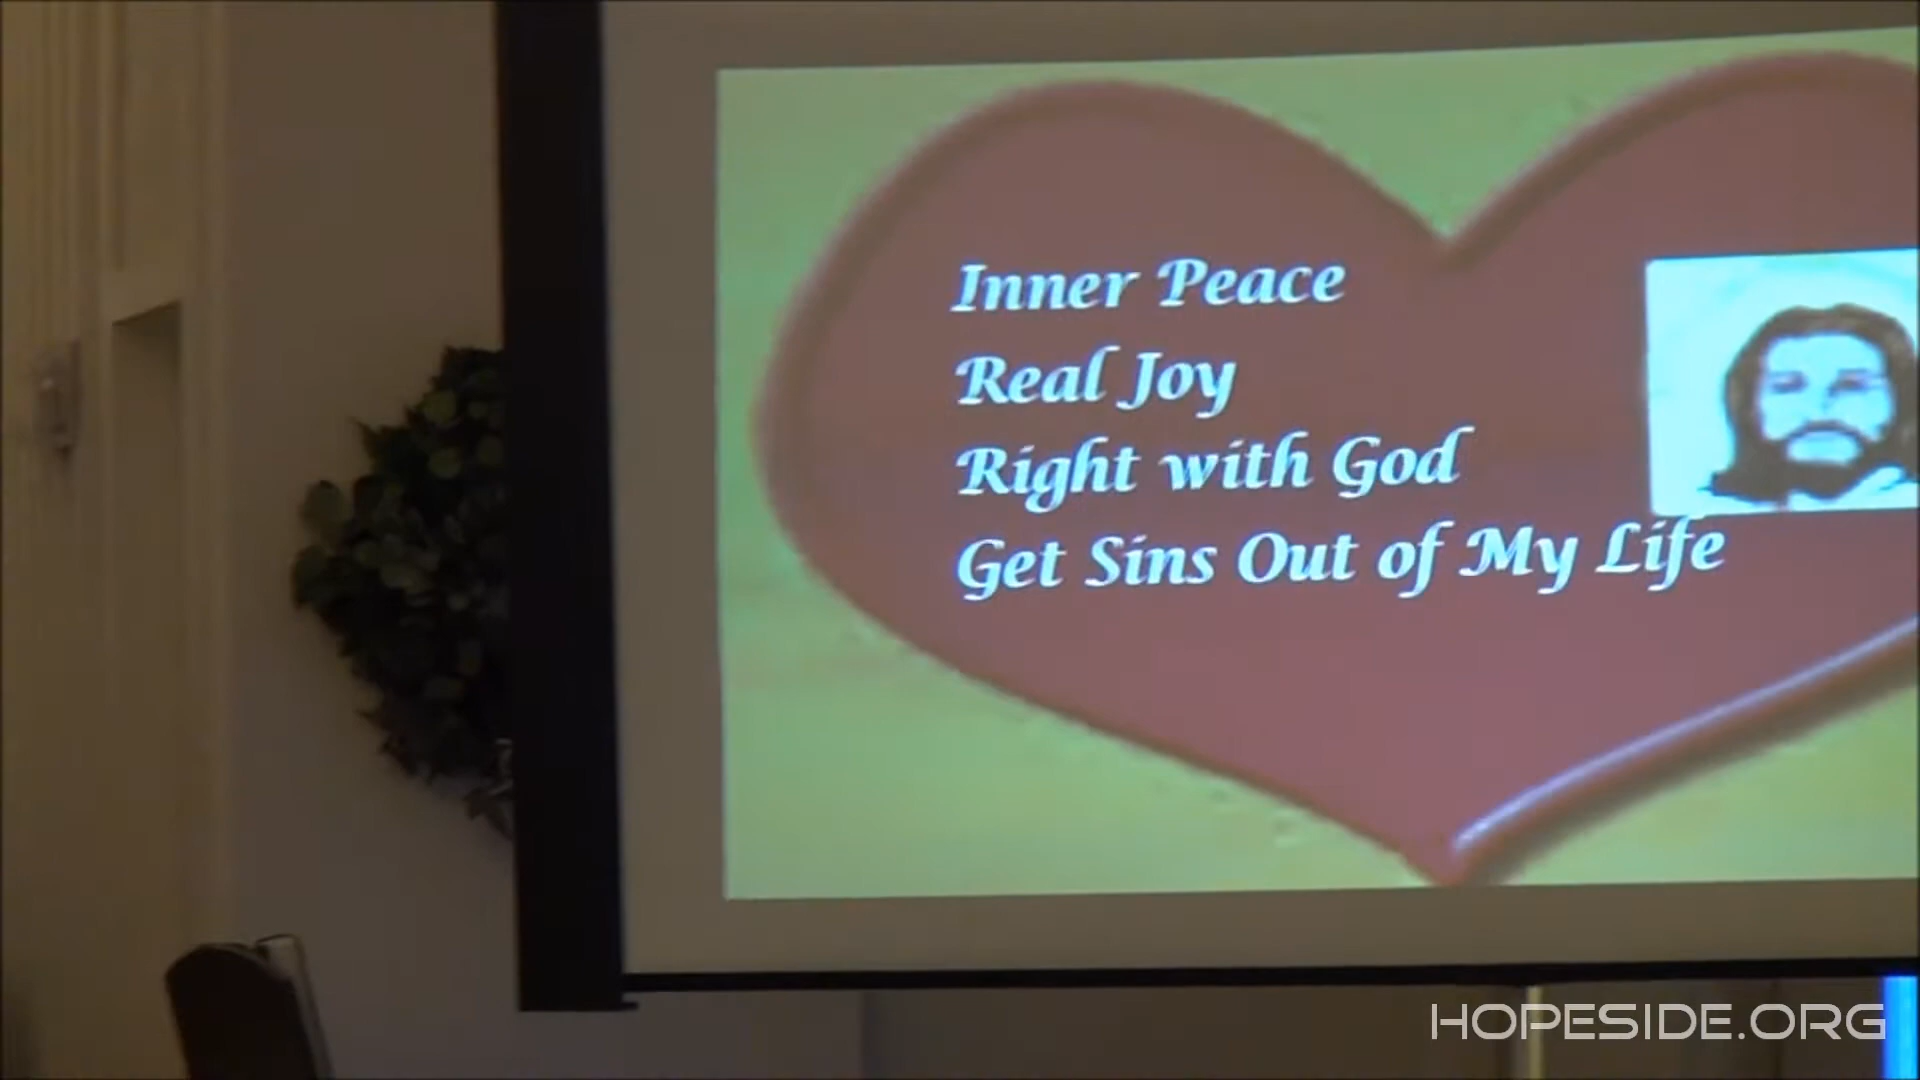 Inner Peace
Real Joy
Right with God
Get Sins Out of My Life
HOPESIDE.ORG